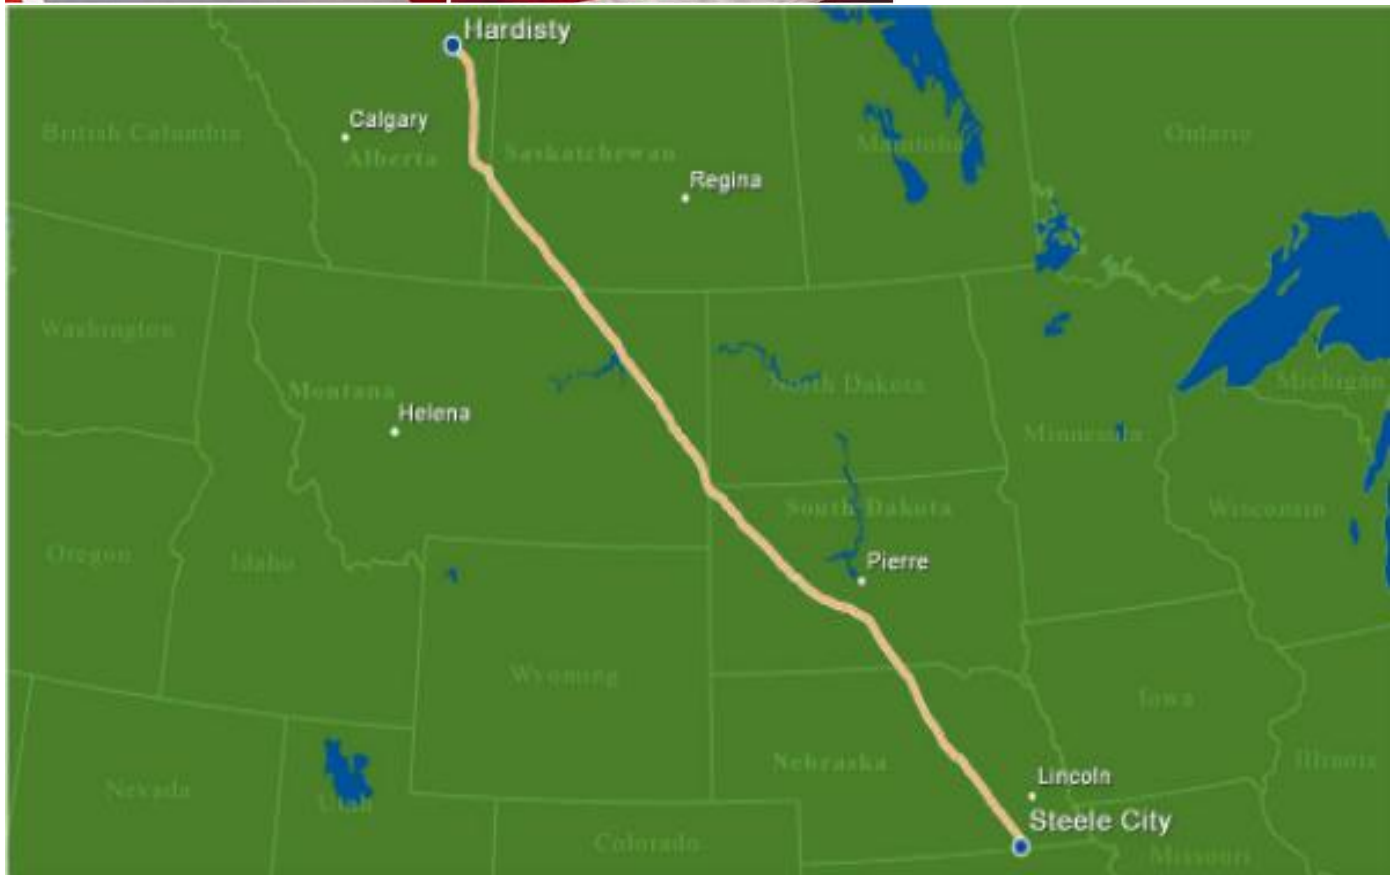 Hardisty
Calgary
British Columbia
Alberta
Saskatchewan
Manitoba
Ontario
Regina
Washington
Montana
North Dakota
Michigan
Helena
Minnesota
South Dakota
Wisconsin
Oregon
Idaho
Pierre
Wyoming
Iowa
Nebraska
Illinois
Lincoln
Nevada
Utah
Steele City
Colorado
Missouri